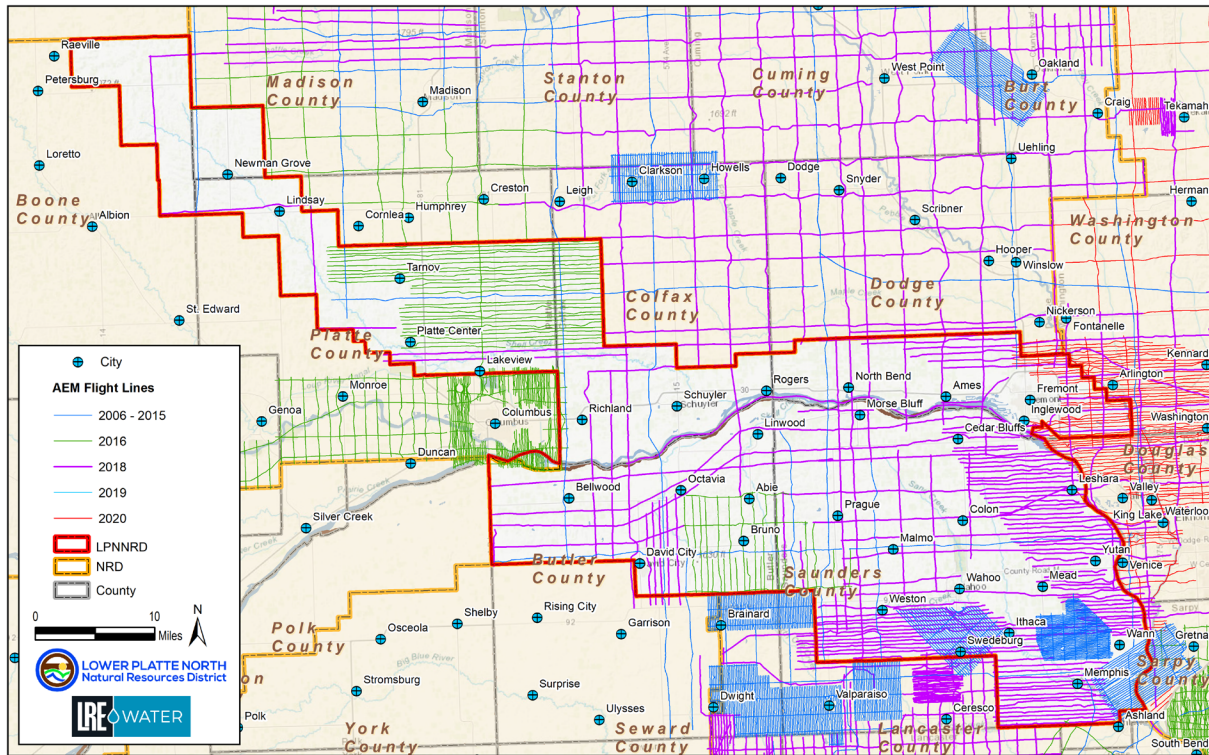 Raeville
Petersburg
Loretto
Boone
County
Albion
St. Edward
Newman Grove
Lindsay
Madison
County
Madison
Cornlea
Humphrey
Creston
Tarnov
Platte Center
Platte
County
Lakeview
Stanton
County
Leigh
Clarkson
Howells
Dodge
Snyder
Cuming
County
West Point
Scribner
Oakland
Burt
County
Craig
Tekamah
Uehling
Herman
Washington
County
Hooper
Winslow
Dodge
County
Nickerson
Fontanelle
Colfax
County
Kennard
Arlington
Fremont
Inglewood
Washington
Genoa
Monroe
Columbus
Duncan
Richland
Schuyler
Schuyler
Rogers
North Bend
Morse Bluff
Ames
Linwood
Cedar Bluffs
Douglas
County
Leshara
Valley
King Lake
Waterloo
Silver Creek
Bellwood
Octavia
Abie
Bruno
Prague
Colon
Malmo
Yutan
Venice
David City
Butler
County
Saunders
County
Wahoo
Mead
Weston
Ithaca
Swedeburg
Wann
Gretna
Sarpy
County
Memphis
Ashland
South Bend
Brainard
Dwight
Valparaiso
Ceresco
Lancaster
County
Seward
County
Polk
County
Osceola
Shelby
Rising City
Garrison
Stromsburg
Surprise
Ulysses
Big Blue River
Polk
York
County
City
AEM Flight Lines
2006 - 2015
2016
2018
2019
2020
LPNNRD
NRD
County
0 10
Miles
N
LOWER PLATTE NORTH
Natural Resources District
LRE WATER